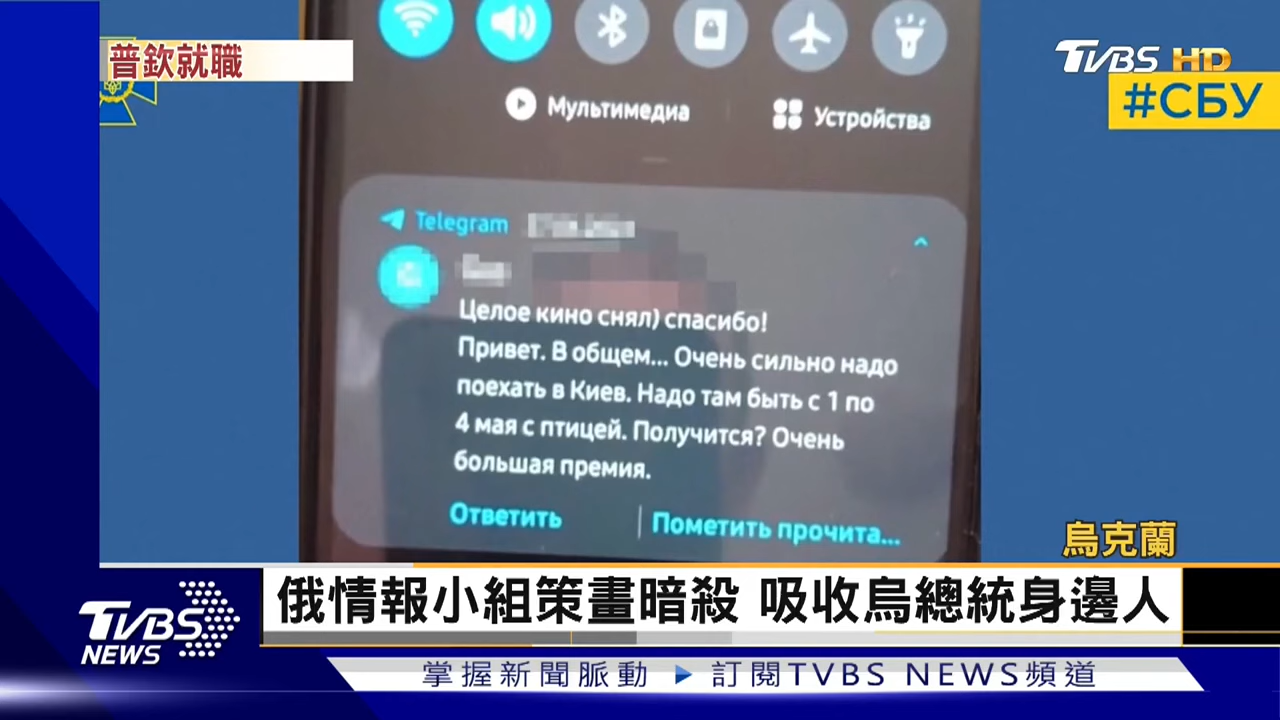 普欽就職
TVBS HD
#СБУ
Мультимедиа
Устройства
Telegram
Целое кино снял) спасибо!
Привет. В общем... Очень сильно надо
поехать в Киев. Надо там быть с 1 по
4 мая с птицей. Получится? Очень
большая премия.
Ответить
Пометить прочита...
烏克蘭
俄情報小組策畫暗殺 吸收烏總統身邊人
TVBS
NEWS
掌握新聞脈動 ▶ 訂閱TVBS NEWS頻道